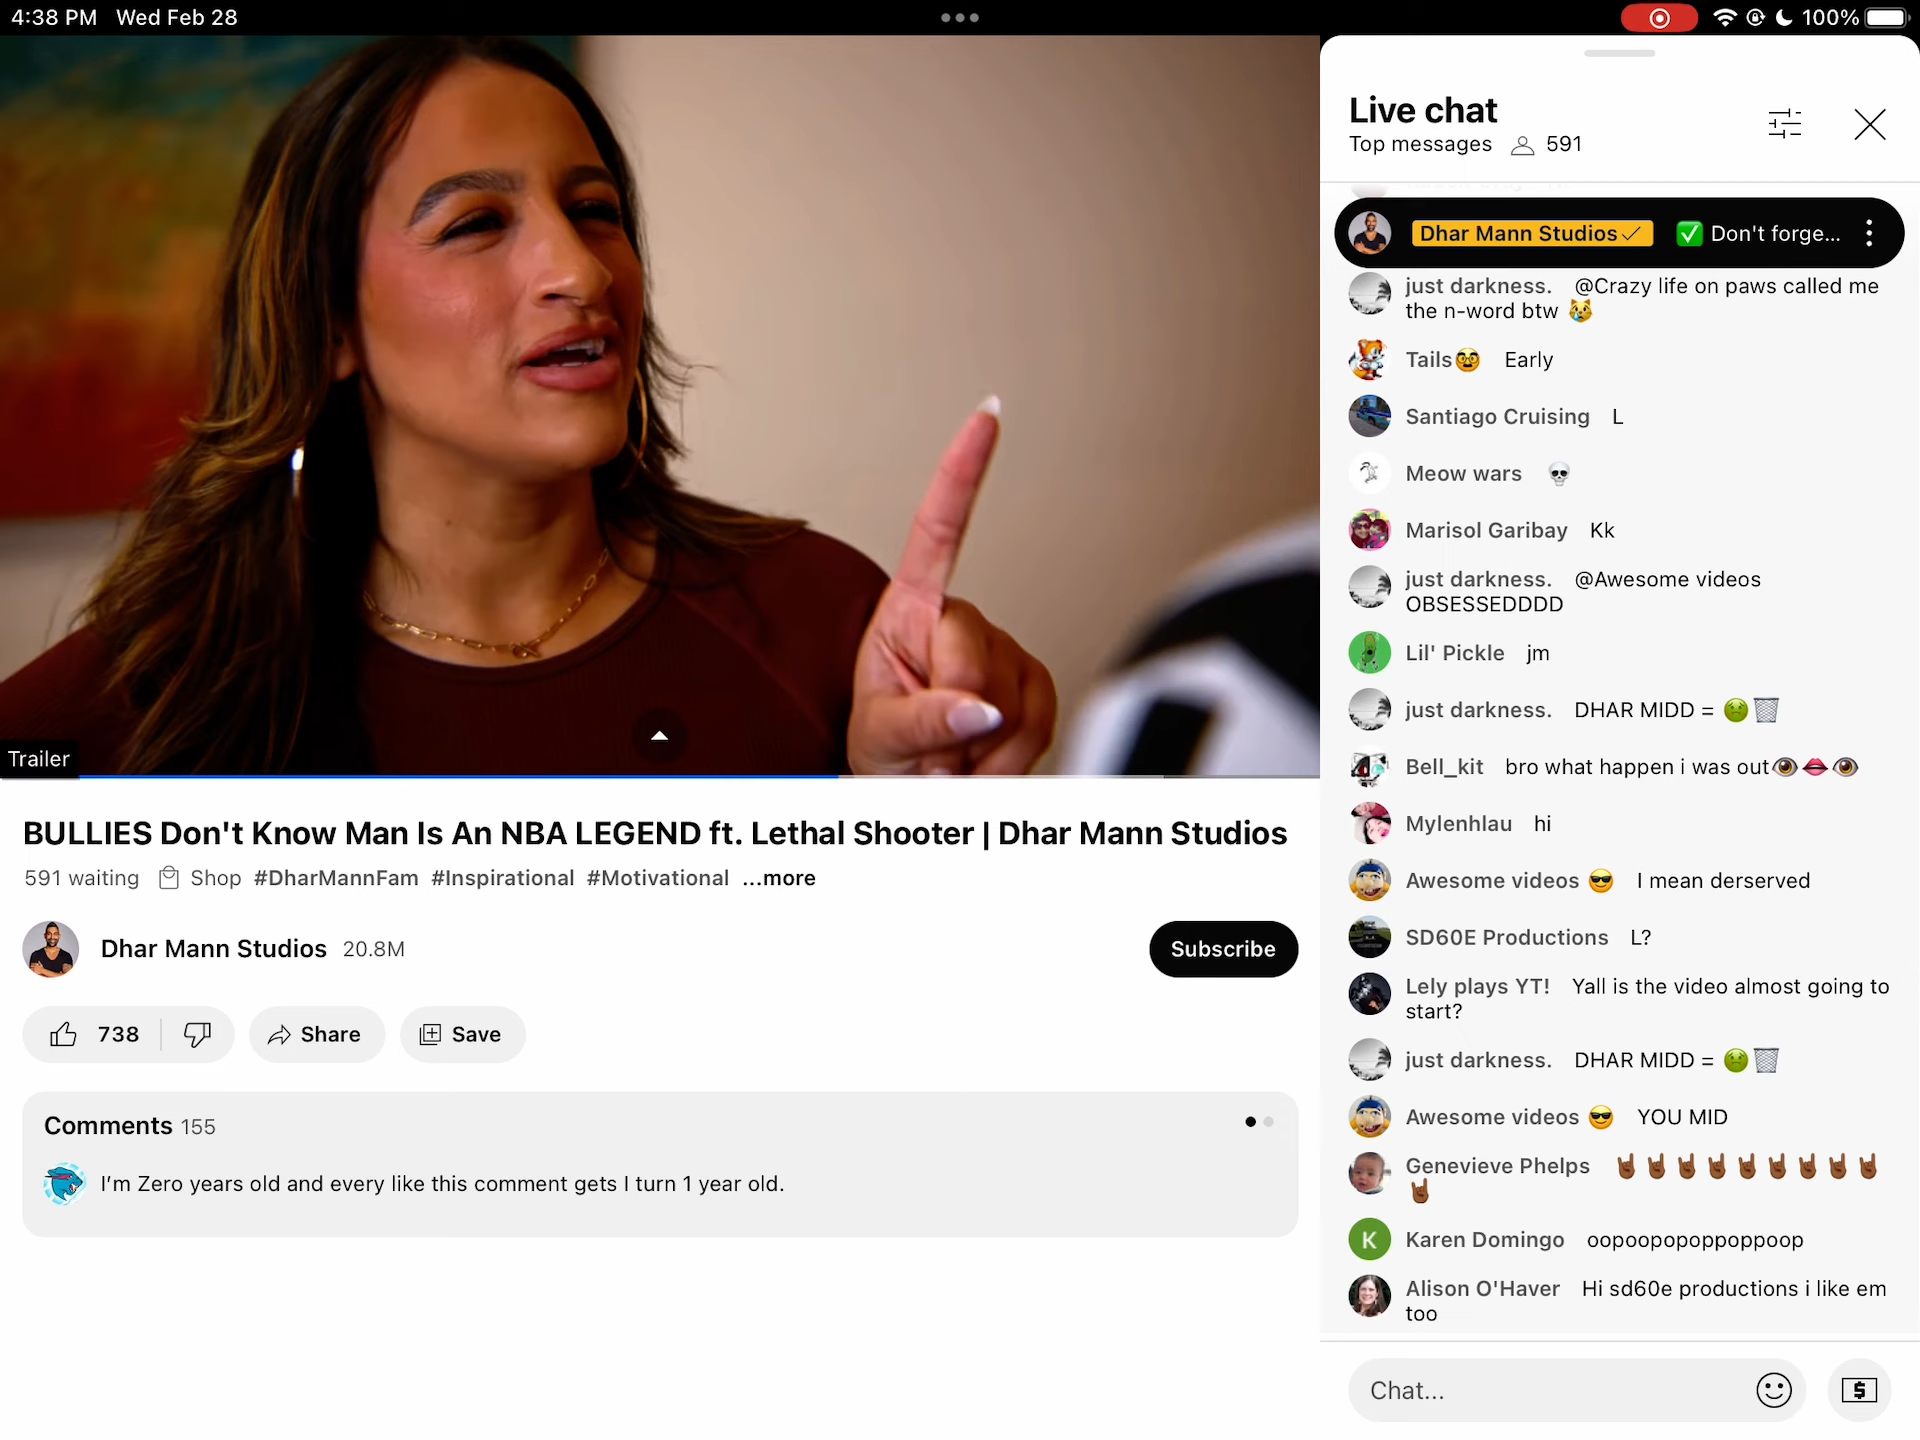 4:38 PM Wed Feb 28
100%
Trailer
BULLIES Don't Know Man Is An NBA LEGEND ft. Lethal Shooter | Dhar Mann Studios
591 waiting Shop #DharMannFam #Inspirational #Motivational ...more
Dhar Mann Studios 20.8M
Subscribe
738
Share
Save
Comments 155
I'm Zero years old and every like this comment gets I turn 1 year old.
Live chat
Top messages 591
Dhar Mann Studios✓ ✅ Don't forge...
just darkness. @Crazy life on paws called me
the n-word btw 😿
Tails🥸 Early
Santiago Cruising L
Meow wars 💀
Marisol Garibay Kk
just darkness. @Awesome videos
OBSESSEDDDD
Lil' Pickle jm
just darkness. DHAR MIDD = 🤢🗑️
Bell_kit bro what happen i was out👁️👄👁️
Mylenhlau hi
Awesome videos 😎 I mean derserved
SD60E Productions L?
Lely plays YT! Yall is the video almost going to
start?
just darkness. DHAR MIDD = 🤢🗑️
Awesome videos 😎 YOU MID
Genevieve Phelps 🤘🏾🤘🏾🤘🏾🤘🏾🤘🏾🤘🏾🤘🏾🤘🏾🤘🏾
🤘🏾
K Karen Domingo oopoopopoppoppoop
Alison O'Haver Hi sd60e productions i like em
too
Chat...
$